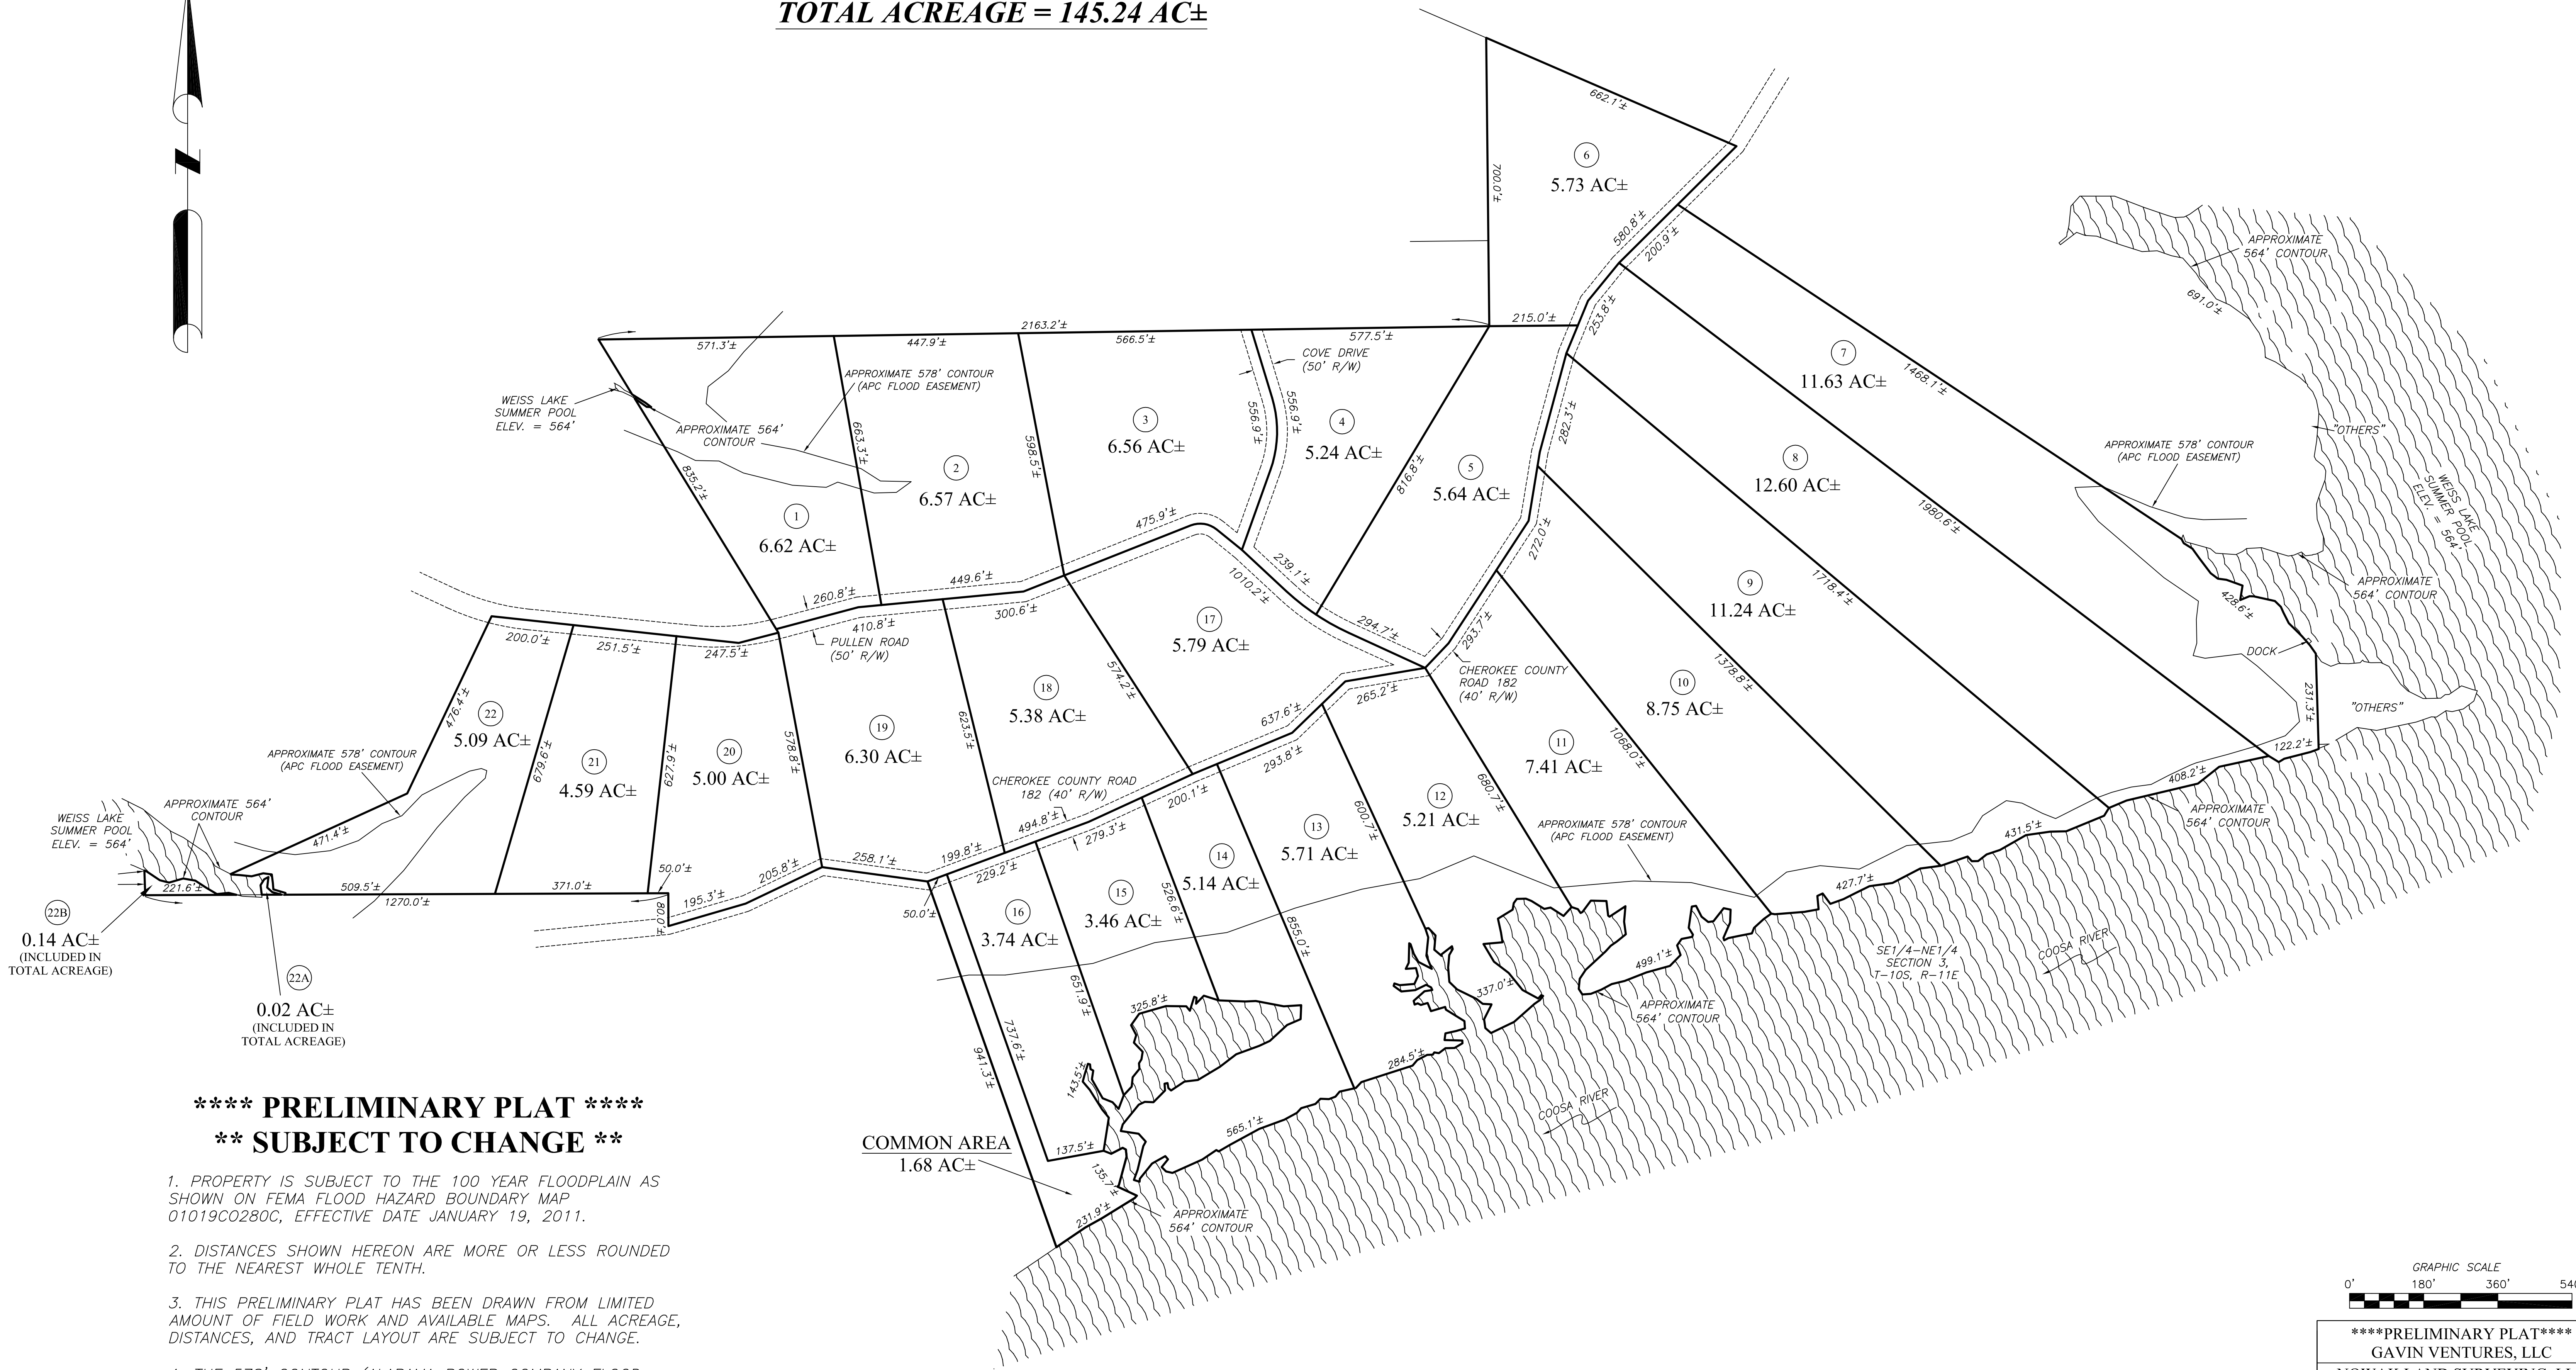 TOTAL ACREAGE = 145.24 AC±
N
662.1'±
6
5.73 AC±
700.0'±
580.8'±
200.9'±
APPROXIMATE
564' CONTOUR
691.0'±
2163.2'±
215.0'±
253.8'±
571.3'±
447.9'±
566.5'±
577.5'±
COVE DRIVE
(50' R/W)
7
11.63 AC±
1468.1'±
APPROXIMATE 578' CONTOUR
(APC FLOOD EASEMENT)
WEISS LAKE
SUMMER POOL
ELEV. = 564'
APPROXIMATE 564'
CONTOUR
663.3'±
598.5'±
3
6.56 AC±
556.9'±
556.9'±
4
5.24 AC±
282.3'±
"OTHERS"
APPROXIMATE 578' CONTOUR
(APC FLOOD EASEMENT)
835.2'±
2
6.57 AC±
816.8'±
5
5.64 AC±
8
12.60 AC±
1980.6'±
WEISS LAKE
SUMMER POOL
ELEV. = 564'
1
6.62 AC±
475.9'±
272.0'±
239.1'±
1010.2'±
1718.4'±
APPROXIMATE
564' CONTOUR
260.8'±
449.6'±
300.6'±
410.8'±
9
11.24 AC±
428.6'±
200.0'±
251.5'±
247.5'±
PULLEN ROAD
(50' R/W)
17
5.79 AC±
294.7'±
293.7'±
DOCK
CHEROKEE COUNTY
ROAD 182
(40' R/W)
1378.8'±
231.3'±
"OTHERS"
476.4'±
22
5.09 AC±
574.2'±
18
5.38 AC±
265.2'±
10
8.75 AC±
679.6'±
627.9'±
578.8'±
623.5'±
637.6'±
21
4.59 AC±
20
5.00 AC±
19
6.30 AC±
293.8'±
11
7.41 AC±
1068.0'±
122.2'±
APPROXIMATE 578' CONTOUR
(APC FLOOD EASEMENT)
CHEROKEE COUNTY ROAD
182 (40' R/W)
200.1'±
680.7'±
408.2'±
APPROXIMATE 564'
CONTOUR
WEISS LAKE
SUMMER POOL
ELEV. = 564'
471.4'±
494.8'±
279.3'±
600.7'±
12
5.21 AC±
APPROXIMATE 578' CONTOUR
(APC FLOOD EASEMENT)
APPROXIMATE
564' CONTOUR
431.5'±
13
5.71 AC±
199.8'±
229.2'±
258.1'±
205.8'±
195.3'±
50.0'±
221.6'±
509.5'±
371.0'±
1270.0'±
80.0'±
50.0'±
14
5.14 AC±
15
3.46 AC±
526.6'±
427.7'±
22B
0.14 AC±
(INCLUDED IN
TOTAL ACREAGE)
16
3.74 AC±
855.0'±
SE1/4-NE1/4
SECTION 3,
T-10S, R-11E
COOSA RIVER
499.1'±
22A
0.02 AC±
(INCLUDED IN
TOTAL ACREAGE)
651.9'±
325.8'±
337.0'±
APPROXIMATE
564' CONTOUR
737.6'±
941.3'±
143.5'±
284.5'±
**** PRELIMINARY PLAT ****
** SUBJECT TO CHANGE **
COOSA RIVER
565.1'±
COMMON AREA
1.68 AC±
137.5'±
135.7'±
231.9'±
APPROXIMATE
564' CONTOUR
1. PROPERTY IS SUBJECT TO THE 100 YEAR FLOODPLAIN AS
SHOWN ON FEMA FLOOD HAZARD BOUNDARY MAP
01019C0280C, EFFECTIVE DATE JANUARY 19, 2011.
2. DISTANCES SHOWN HEREON ARE MORE OR LESS ROUNDED
TO THE NEAREST WHOLE TENTH.
3. THIS PRELIMINARY PLAT HAS BEEN DRAWN FROM LIMITED
AMOUNT OF FIELD WORK AND AVAILABLE MAPS. ALL ACREAGE,
DISTANCES, AND TRACT LAYOUT ARE SUBJECT TO CHANGE.
GRAPHIC SCALE
0' 180' 360'
****PRELIMINARY PLAT****
GAVIN VENTURES, LLC